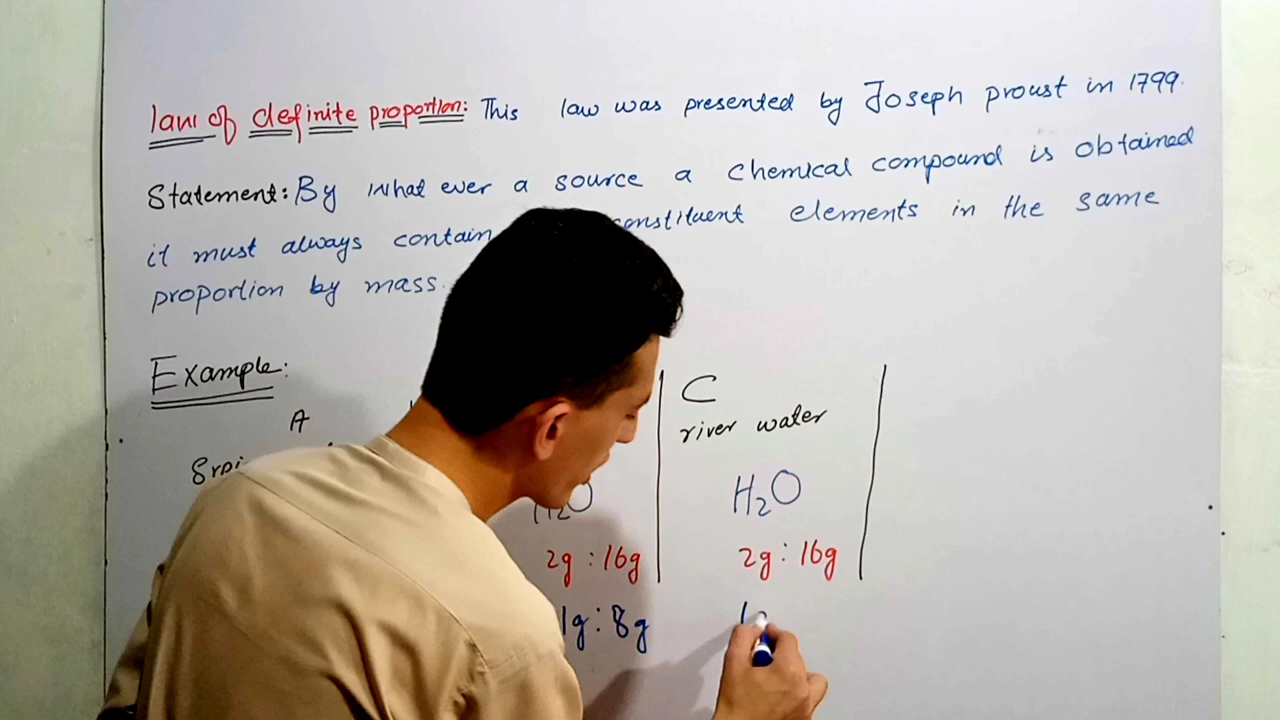 law of definite proportion: This law was presented by Joseph proust in 1799.
Statement: By what ever a source a chemical compound is obtained
it must always contain constituent elements in the same
proportion by mass.
Example:
A
C
river water
H₂O
H₂O
2g : 16g
2g : 16g
1g : 8g